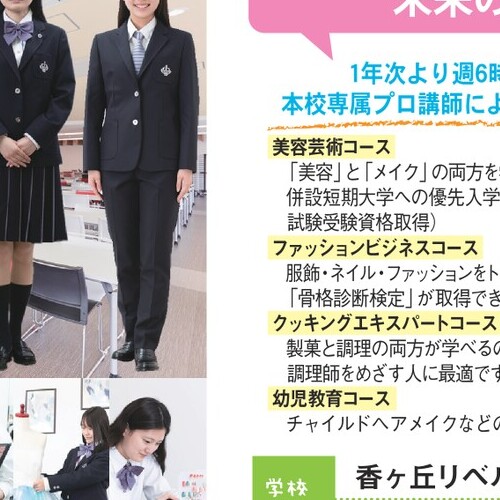 1年次より週6時
本校専属プロ講師によ
美容芸術コース
「美容」と「メイク」の両方を
併設短期大学への優先入学
試験受験資格取得）
ファッションビジネスコース
服飾・ネイル・ファッションをト
「骨格診断検定」が取得でき
クッキングエキスパートコース
製菓と調理の両方が学べるの
調理師をめざす人に最適です
幼児教育コース
チャイルドヘアメイクなどの
学校
香ヶ丘リベル